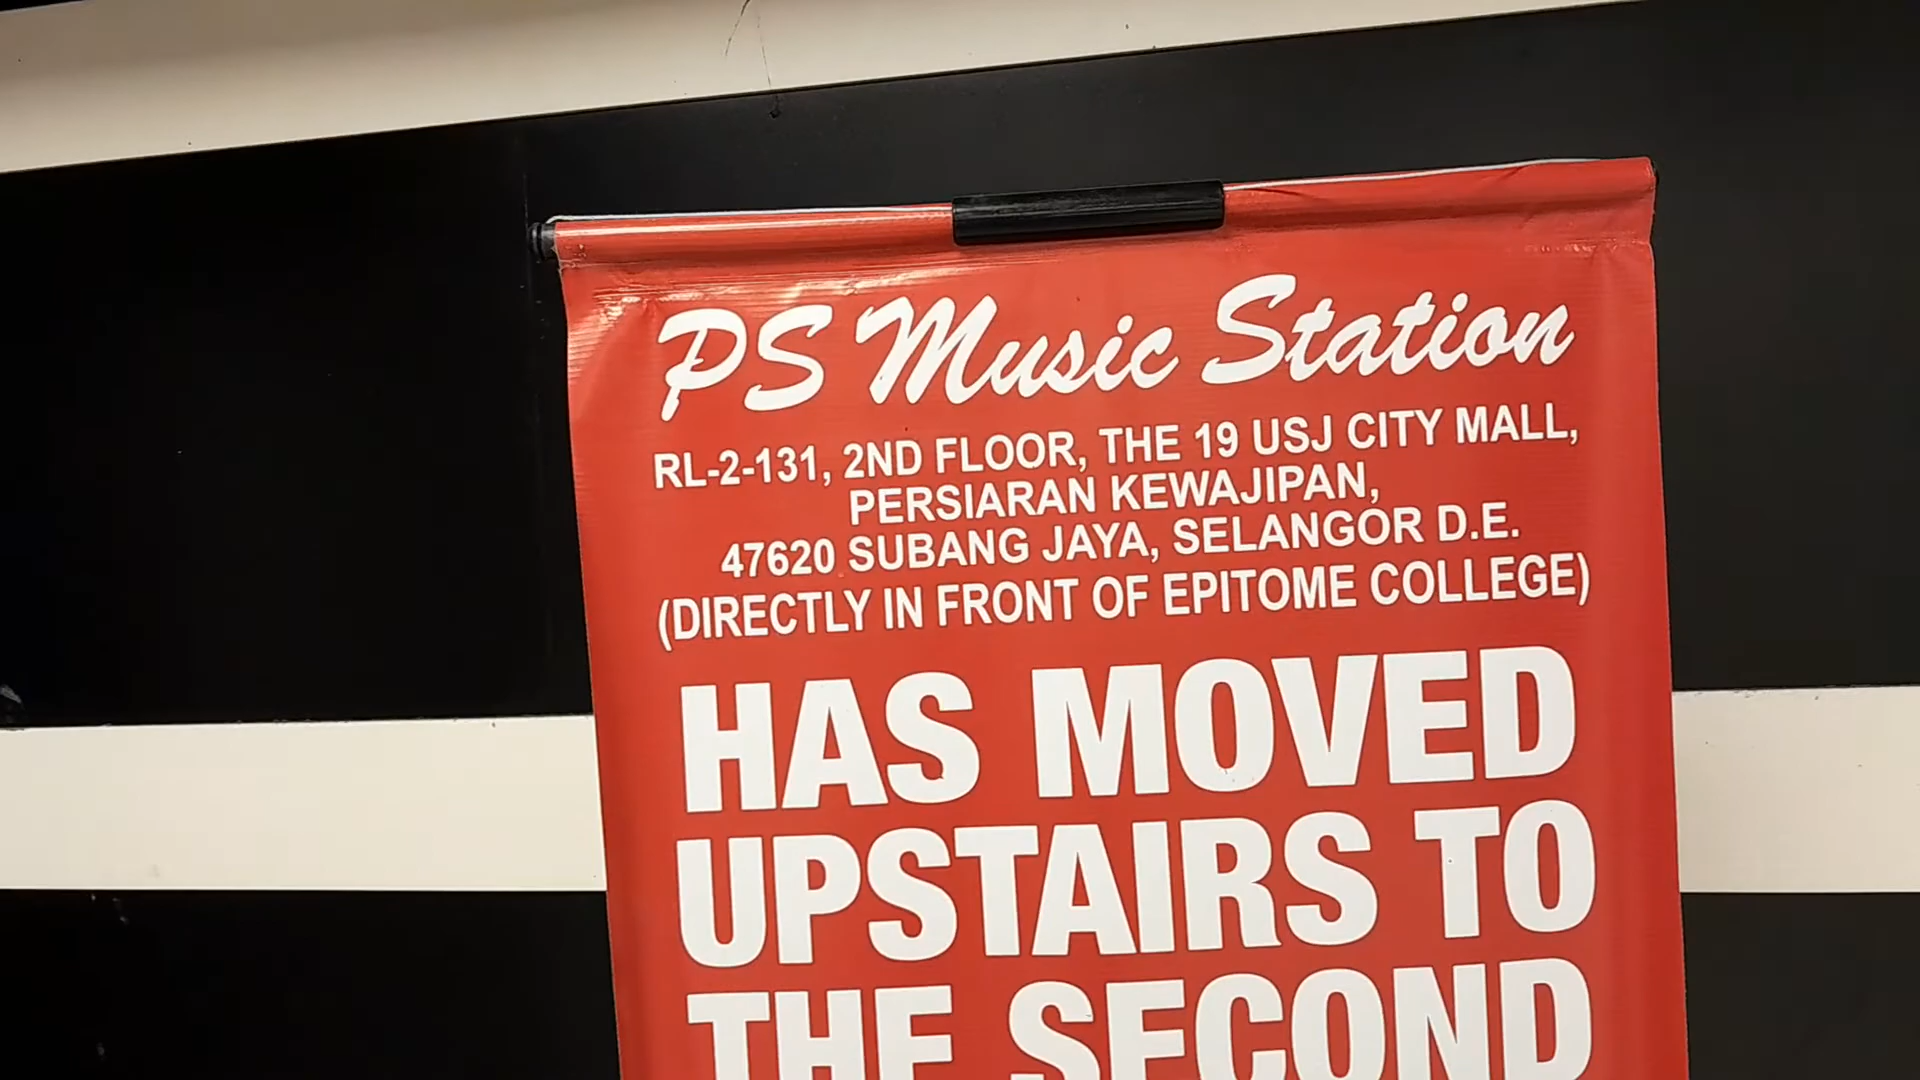 PS Music Station
RL-2-131, 2ND FLOOR, THE 19 USJ CITY MALL,
PERSIARAN KEWAJIPAN,
47620 SUBANG JAYA, SELANGOR D.E.
(DIRECTLY IN FRONT OF EPITOME COLLEGE)
HAS MOVED
UPSTAIRS TO
THE SECOND